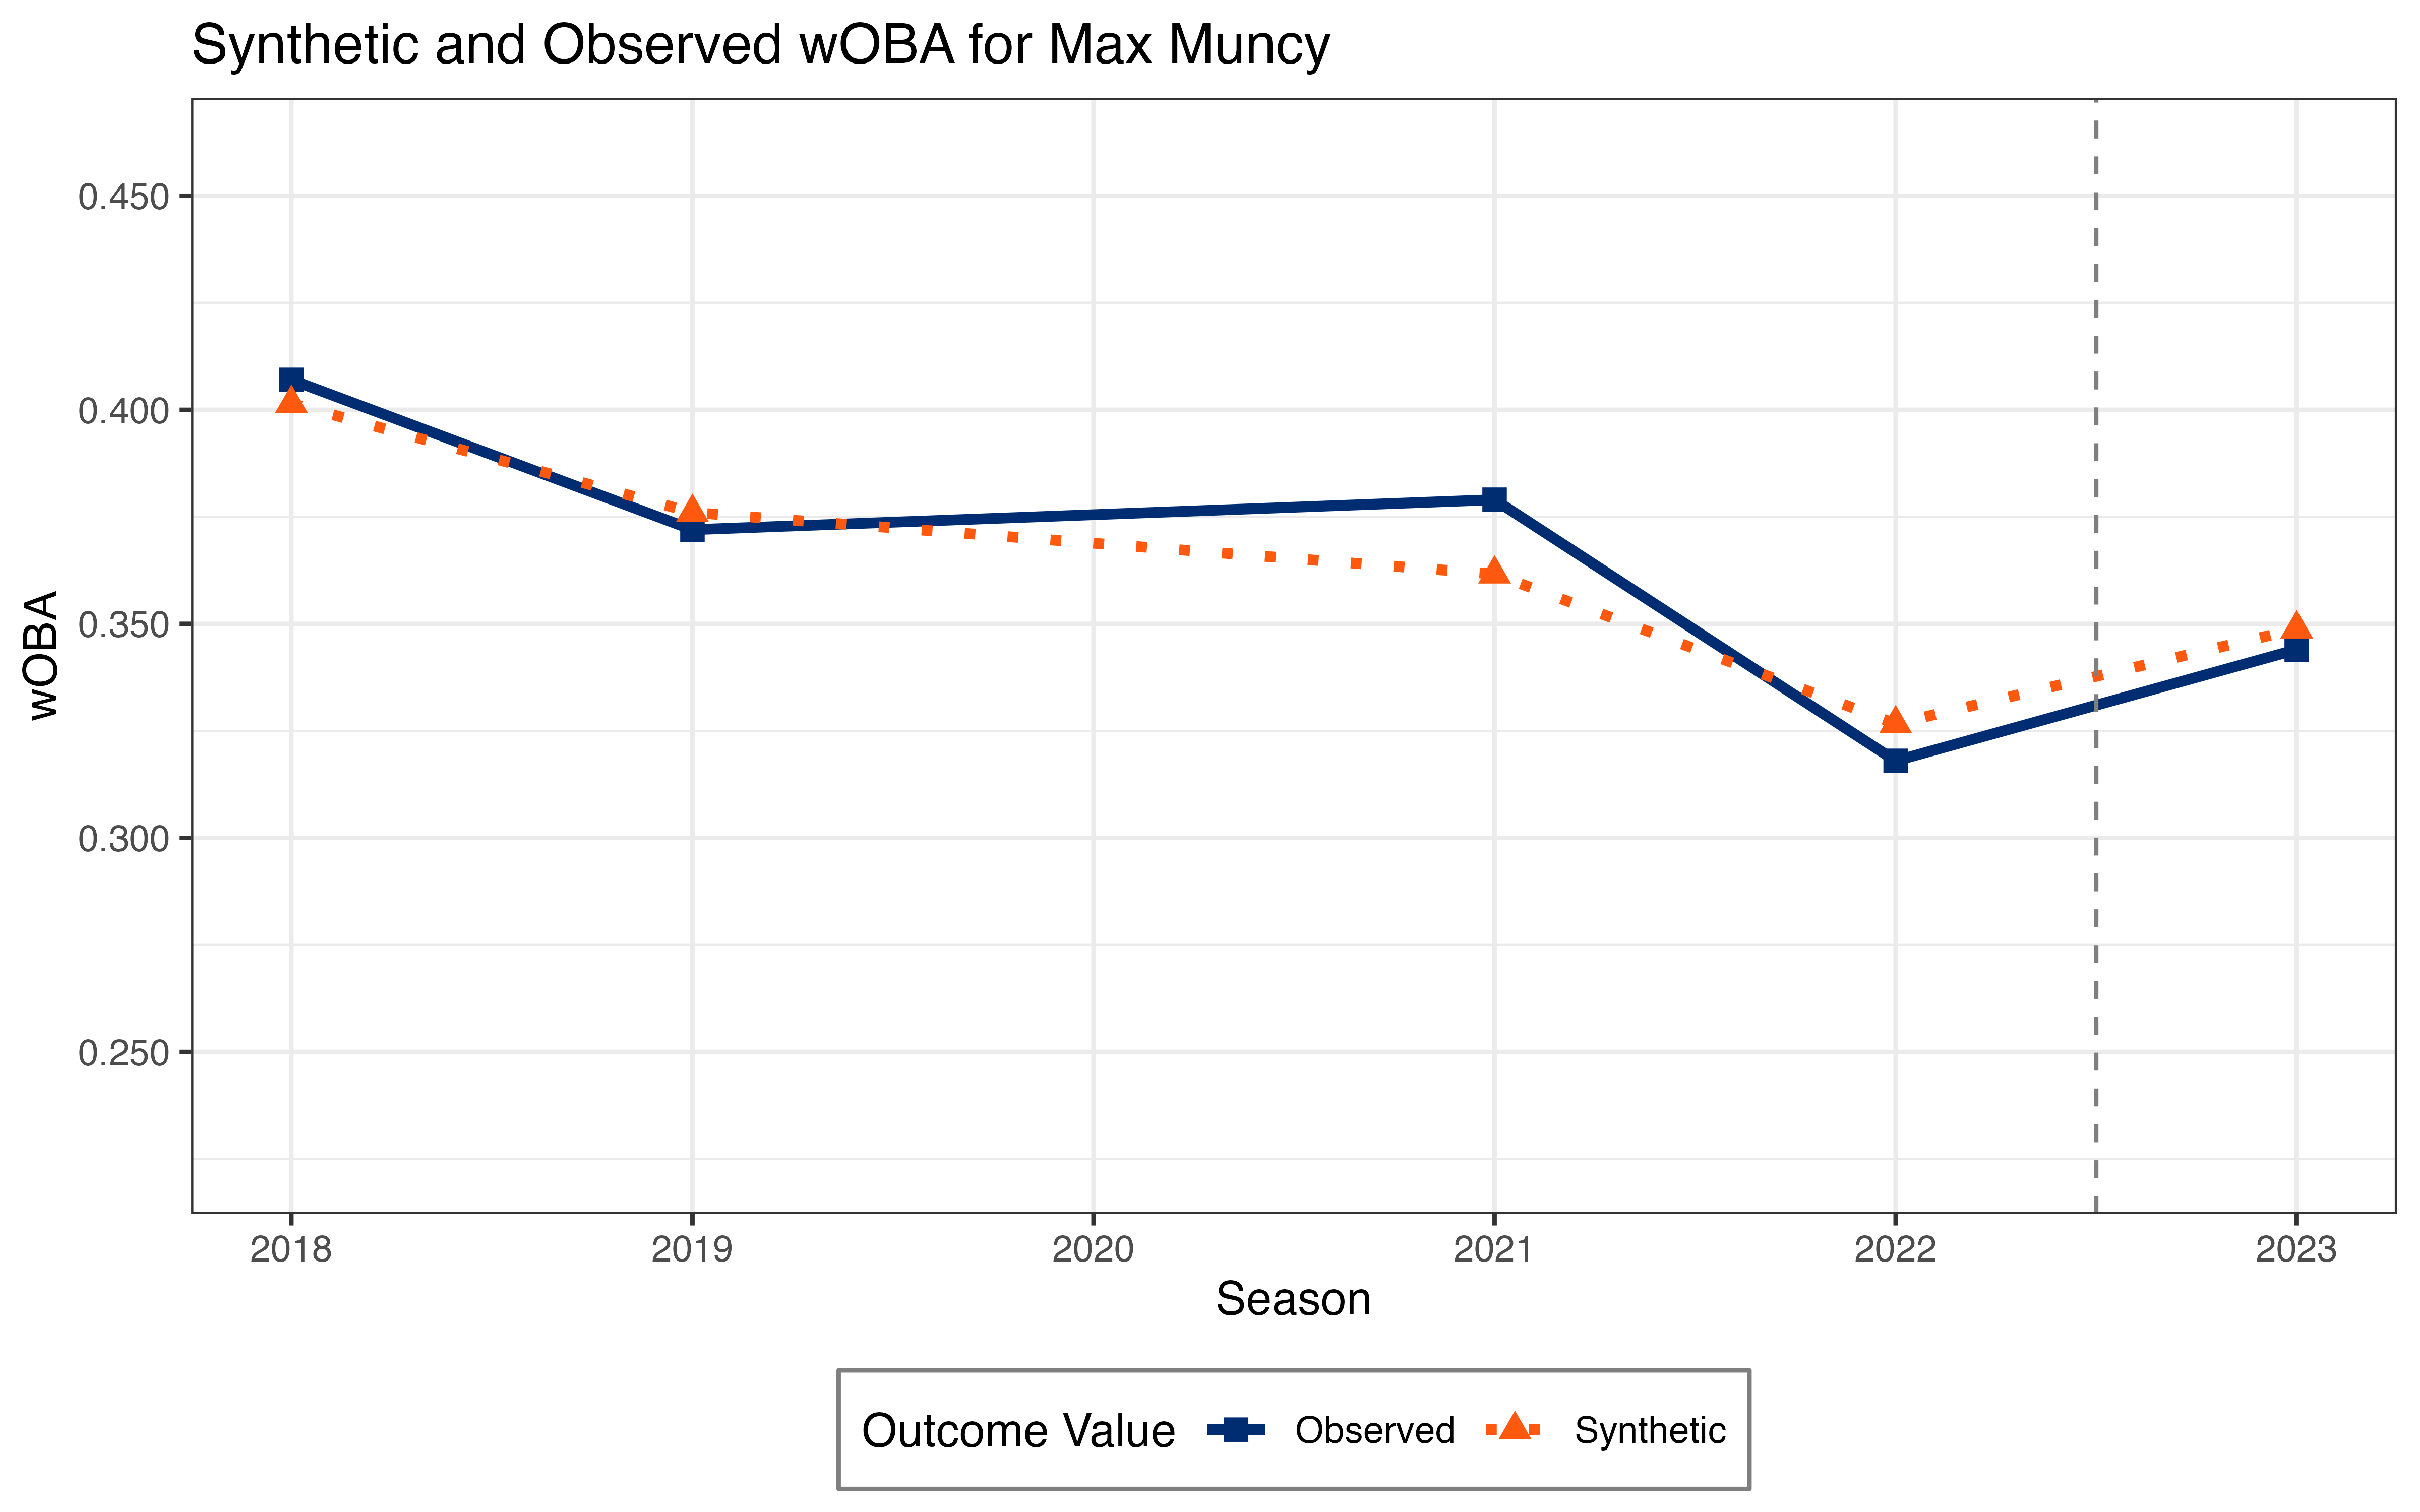 Synthetic and Observed wOBA for Max Muncy
wOBA
0.450
0.400
0.350
0.300
0.250
2018 2019 2020 2021 2022 2023
Season
Outcome Value Observed Synthetic